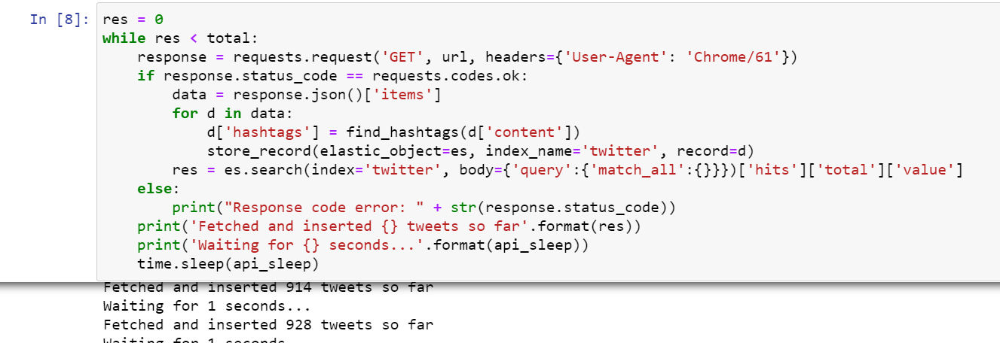 In [8]: res = 0
while res < total:
    response = requests.request('GET', url, headers={'User-Agent': 'Chrome/61'})
    if response.status_code == requests.codes.ok:
        data = response.json()['items']
        for d in data:
            d['hashtags'] = find_hashtags(d['content'])
            store_record(elastic_object=es, index_name='twitter', record=d)
        res = es.search(index='twitter', body={'query':{'match_all':{}}})['hits']['total']['value']
    else:
        print("Response code error: " + str(response.status_code))
    print('Fetched and inserted {} tweets so far'.format(res))
    print('Waiting for {} seconds...'.format(api_sleep))
    time.sleep(api_sleep)
Fetched and inserted 914 tweets so far
Waiting for 1 seconds...
Fetched and inserted 928 tweets so far
Waiting for 1 seconds